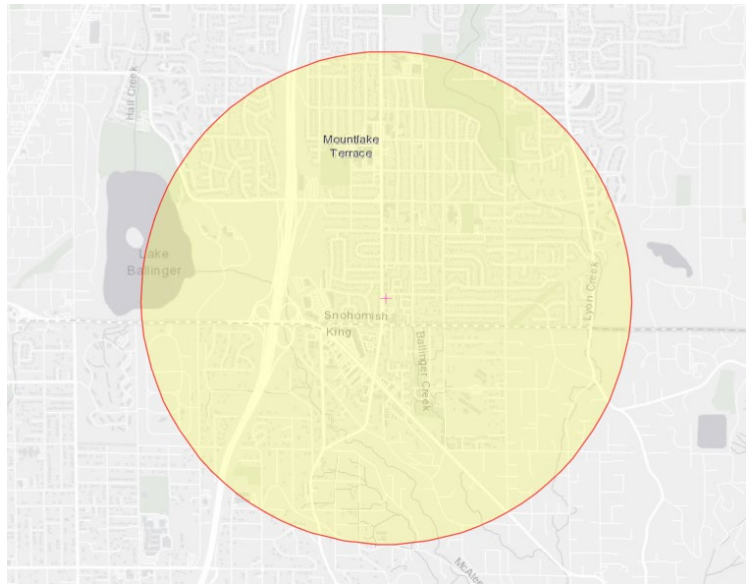 Hall Creek
Mountlake
Terrace
Lake
Ballinger
Lyon Creek
Snohomish
King
Ballinger Creek